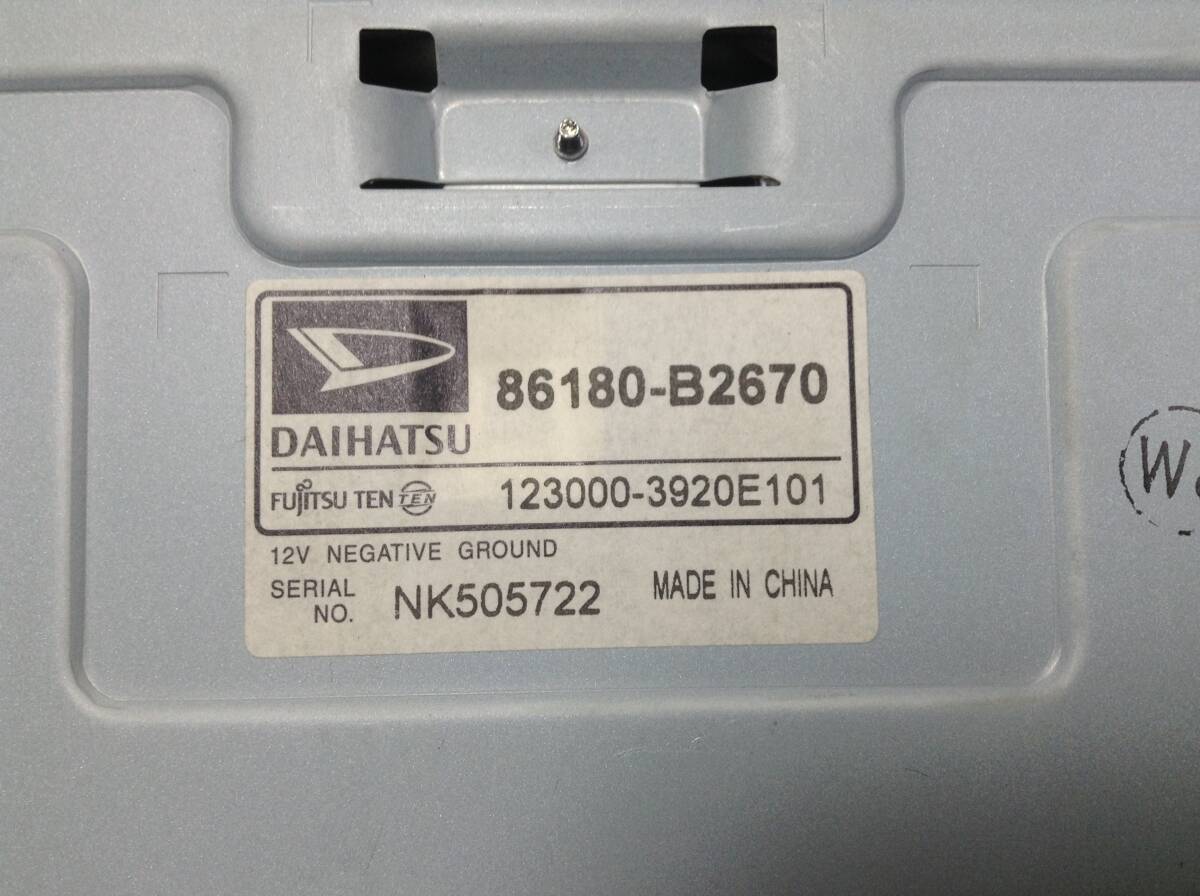 86180-B2670
DAIHATSU
FUJITSU TEN TEN
123000-3920E101
12V NEGATIVE GROUND
SERIAL NO.
NK505722
MADE IN CHINA